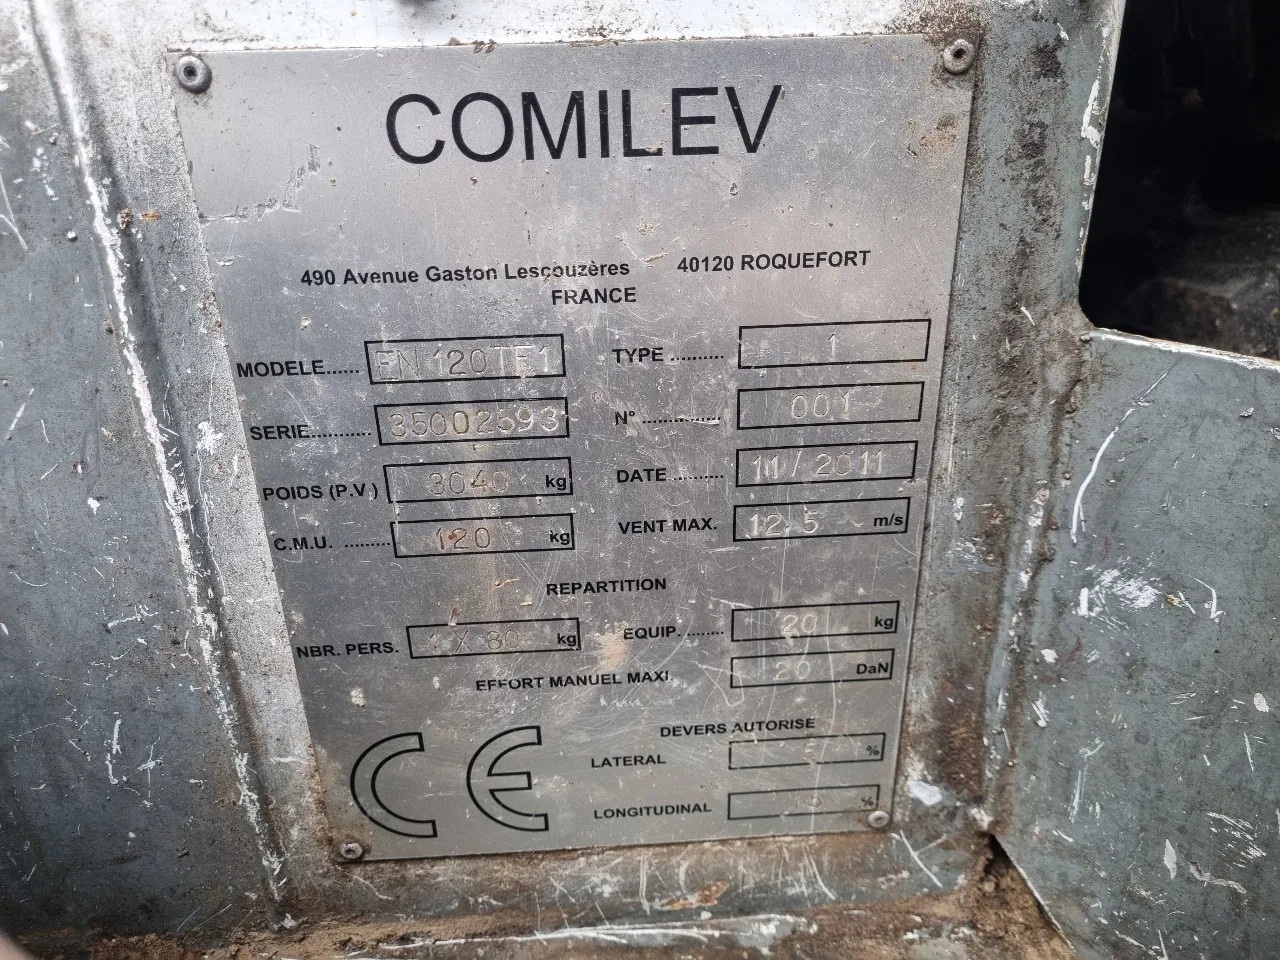 COMILEV
490 Avenue Gaston Lescouzères 40120 ROQUEFORT
FRANCE
MODELE...... EN 120TF1 TYPE .......... 1
SERIE........... 35002593 N° .............. 001
POIDS (P.V ) 3040 kg DATE ......... 11/2011
C.M.U. ......... 120 kg VENT MAX. 12.5 m/s
REPARTITION
NBR. PERS. 1 X 80 kg EQUIP. ....... 20 kg
EFFORT MANUEL MAXI. 20 DaN
CE DEVERS AUTORISE
LATERAL 5 %
LONGITUDINAL %